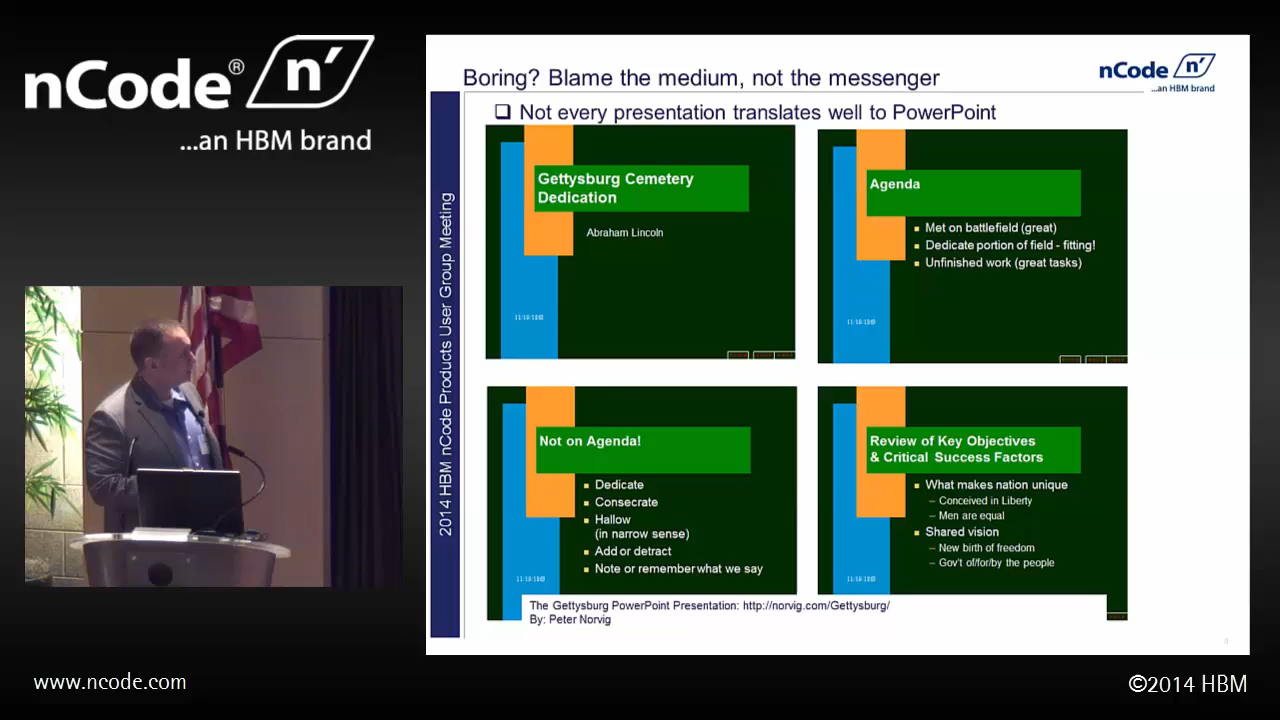 nCode® n′
...an HBM brand
Boring? Blame the medium, not the messenger
nCode n′
...an HBM brand
❑ Not every presentation translates well to PowerPoint
2014 HBM nCode Products User Group Meeting
Gettysburg Cemetery
Dedication
Abraham Lincoln
Agenda
▪ Met on battlefield (great)
▪ Dedicate portion of field - fitting!
▪ Unfinished work (great tasks)
Not on Agenda!
▪ Dedicate
▪ Consecrate
▪ Hallow
(in narrow sense)
▪ Add or detract
▪ Note or remember what we say
Review of Key Objectives
& Critical Success Factors
▪ What makes nation unique
– Conceived in Liberty
– Men are equal
▪ Shared vision
– New birth of freedom
– Gov't of/for/by the people
The Gettysburg PowerPoint Presentation: http://norvig.com/Gettysburg/
By: Peter Norvig
www.ncode.com
©2014 HBM